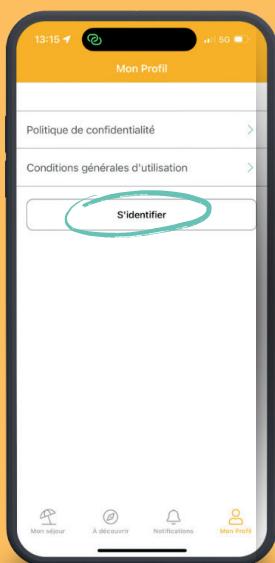 13:15
5G
Mon Profil
Politique de confidentialité
Conditions générales d'utilisation
S'identifier
Mon séjour
À découvrir
Notifications
Mon Profil